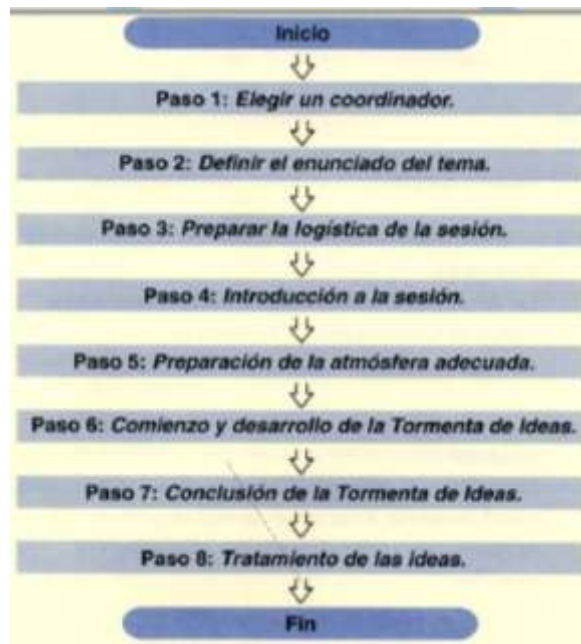 Inicio
Paso 1: Elegir un coordinador.
Paso 2: Definir el enunciado del tema.
Paso 3: Preparar la logística de la sesión.
Paso 4: Introducción a la sesión.
Paso 5: Preparación de la atmósfera adecuada.
Paso 6: Comienzo y desarrollo de la Tormenta de Ideas.
Paso 7: Conclusión de la Tormenta de Ideas.
Paso 8: Tratamiento de las ideas.
Fin